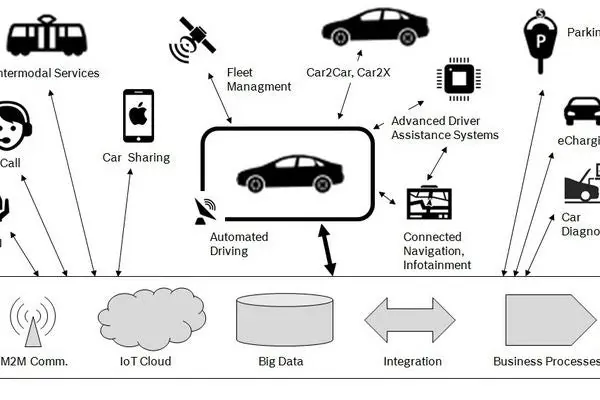 ntermodal Services
Fleet
Managment
Car2Car, Car2X
$
P
Parkin
Advanced Driver
Assistance Systems
eChargi
Call
Car Sharing
Car
Diagno
Automated
Driving
Connected
Navigation,
Infotainment
M2M Comm.
IoT Cloud
Big Data
Integration
Business Processes